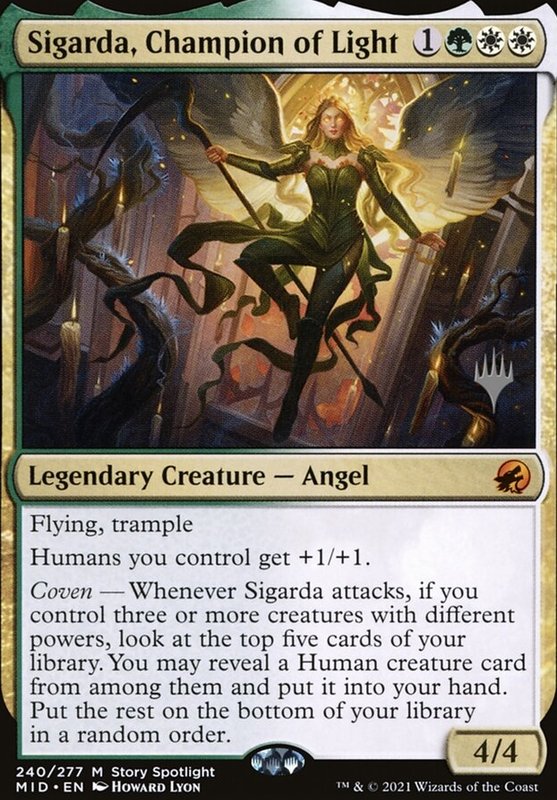 Sigarda, Champion of Light 1
Legendary Creature — Angel
Flying, trample
Humans you control get +1/+1.
Coven — Whenever Sigarda attacks, if you
control three or more creatures with different
powers, look at the top five cards of your
library. You may reveal a Human creature card
from among them and put it into your hand.
Put the rest on the bottom of your library
in a random order.
4/4
240/277 M Story Spotlight
MID • EN Howard Lyon
™ & © 2021 Wizards of the Coast